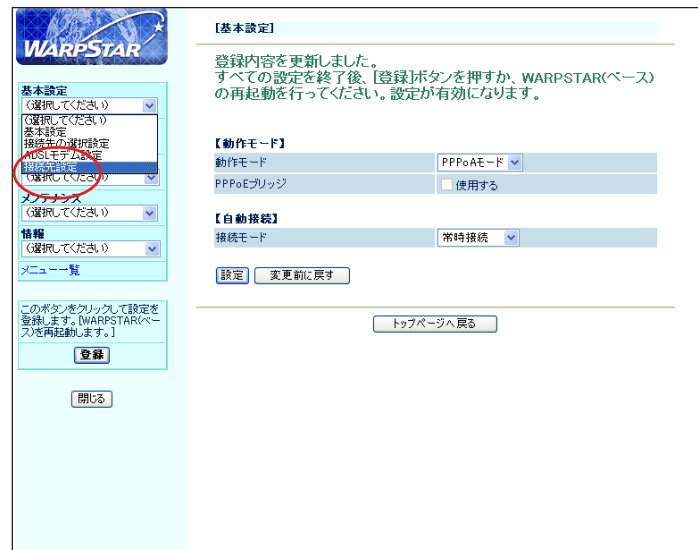 WARPSTAR
基本設定
(選択してください)
(選択してください)
基本設定
接続先の選択設定
ADSLモデム設定
接続先設定
(選択してください)
メンテナンス
(選択してください)
情報
(選択してください)
メニュー一覧
このボタンをクリックして設定を
登録します。[WARPSTAR(ベー
ス)を再起動します。]
登録
閉じる
[基本設定]
登録内容を更新しました。
すべての設定を終了後、[登録]ボタンを押すか、WARPSTAR(ベース)
の再起動を行ってください。設定が有効になります。
【動作モード】
動作モード PPPoAモード
PPPoEブリッジ 使用する
【自動接続】
接続モード 常時接続
設定 変更前に戻す
トップページへ戻る